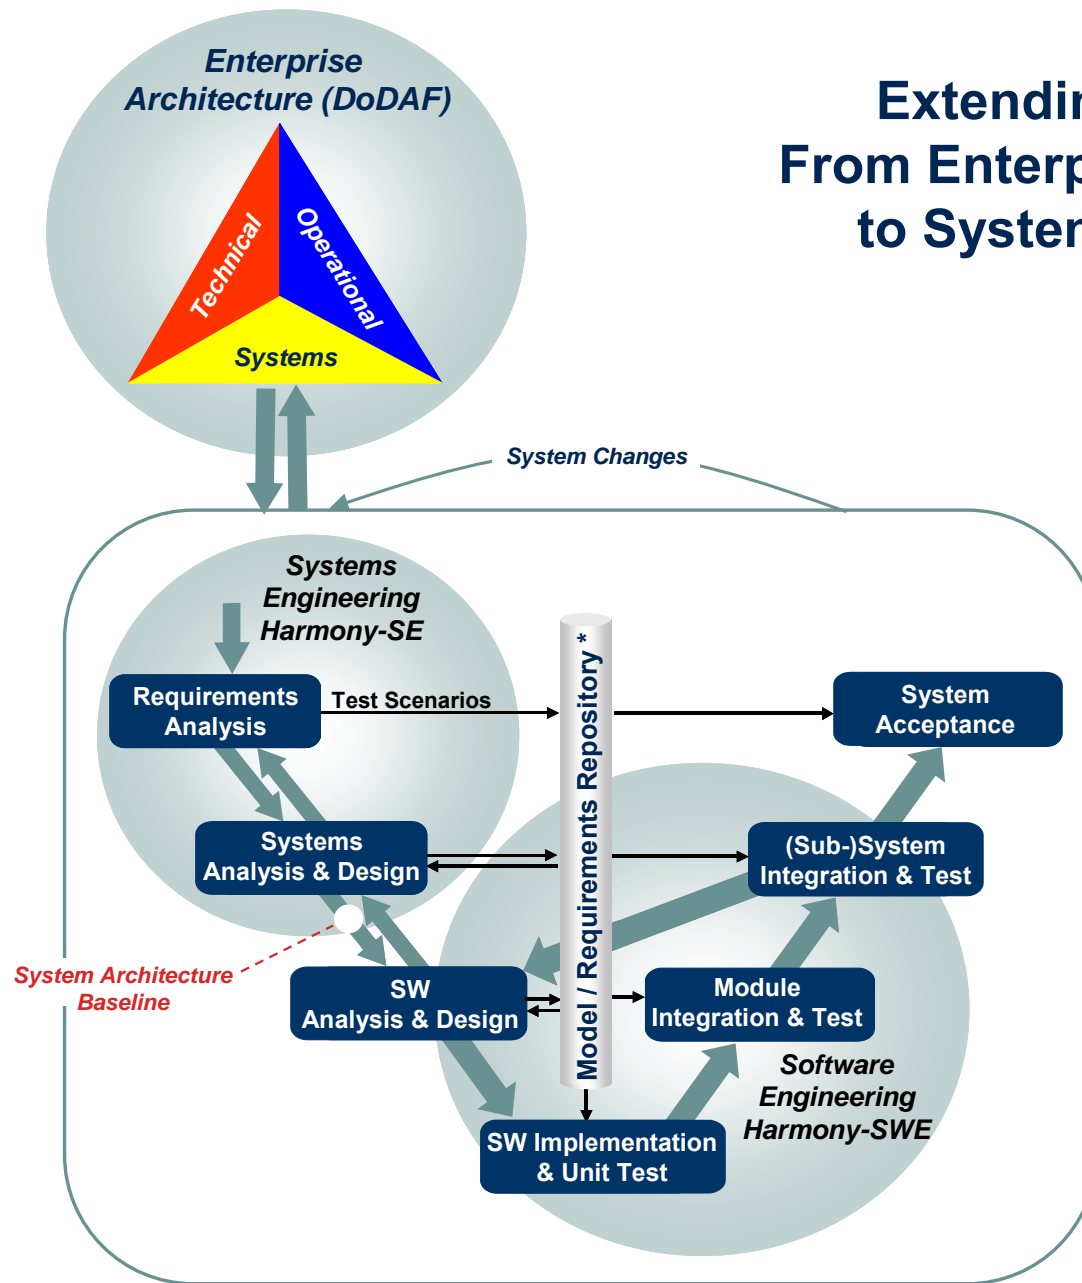 Enterprise
Architecture (DoDAF)
Extendin
From Enterp
to System
Technical
Operational
Systems
System Changes
Systems
Engineering
Harmony-SE
Requirements
Analysis
Test Scenarios
Model / Requirements Repository *
System
Acceptance
Systems
Analysis & Design
(Sub-)System
Integration & Test
System Architecture
Baseline
SW
Analysis & Design
Module
Integration & Test
Software
Engineering
Harmony-SWE
SW Implementation
& Unit Test